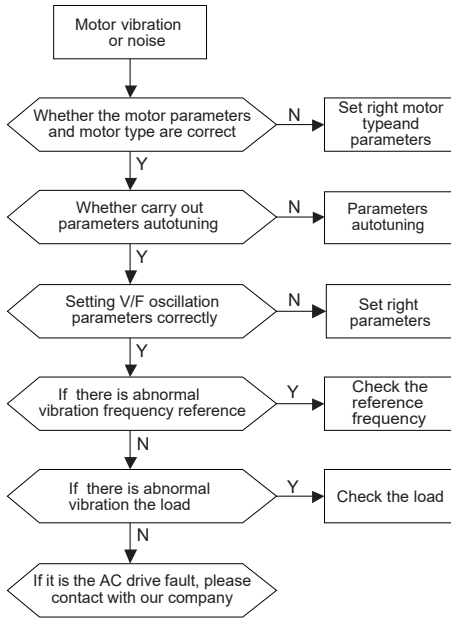 Motor vibration
or noise
Whether the motor parameters
and motor type are correct
N
Set right motor
typeand
parameters
Y
Whether carry out
parameters autotuning
N
Parameters
autotuning
Y
Setting V/F oscillation
parameters correctly
N
Set right
parameters
Y
If there is abnormal
vibration frequency reference
Y
Check the
reference
frequency
N
If there is abnormal
vibration the load
Y
Check the load
N
If it is the AC drive fault, please
contact with our company